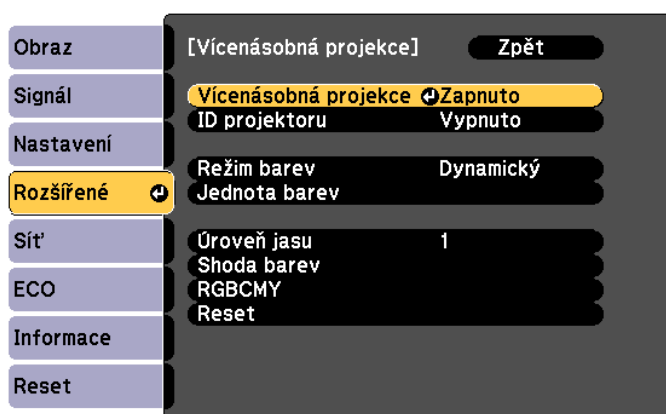 Obraz
Signál
Nastavení
Rozšířené
Síť
ECO
Informace
Reset
[Vícenásobná projekce] Zpět
Vícenásobná projekce Zapnuto
ID projektoru Vypnuto
Režim barev Dynamický
Jednota barev
Úroveň jasu 1
Shoda barev
RGBCMY
Reset